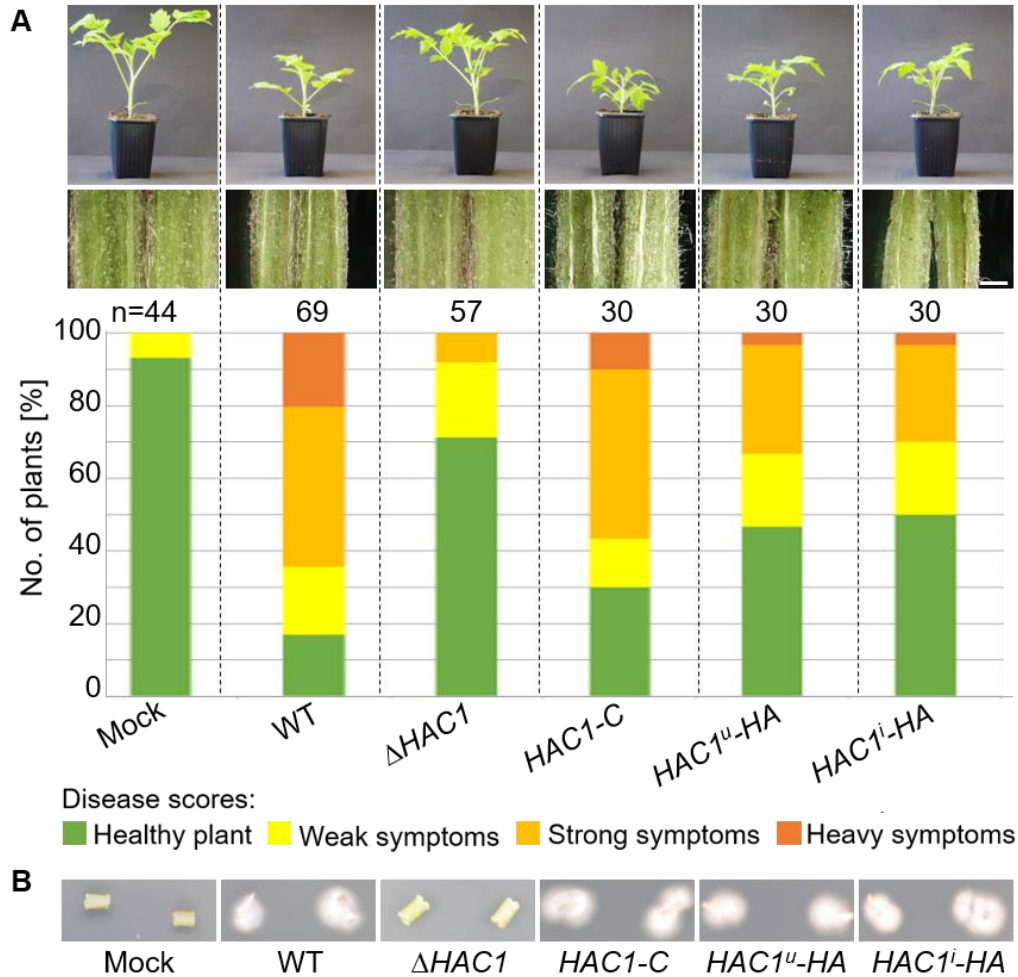 A
n=44 69 57 30 30 30
No. of plants [%]
100
80
60
40
20
0
Mock WT ΔHAC1 HAC1-C HAC1ᵘ-HA HAC1ⁱ-HA
Disease scores:
Healthy plant Weak symptoms Strong symptoms Heavy symptoms
B
Mock WT ΔHAC1 HAC1-C HAC1ᵘ-HA HAC1ⁱ-HA